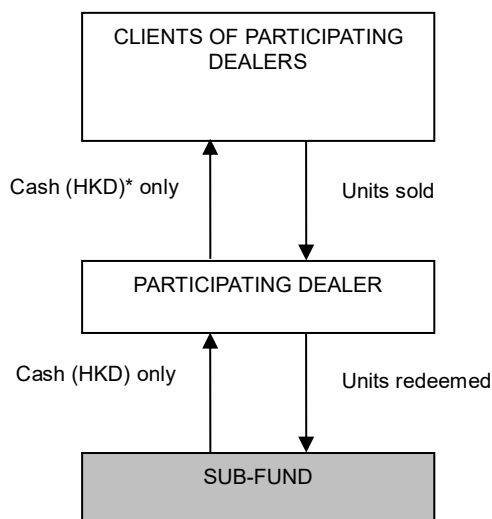 CLIENTS OF PARTICIPATING
DEALERS
Cash (HKD)* only
Units sold
PARTICIPATING DEALER
Cash (HKD) only
Units redeemed
SUB-FUND